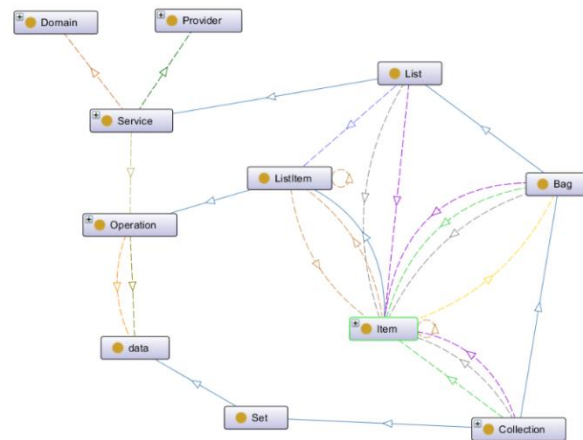 Domain
Provider
List
Service
ListItem
Bag
Operation
Item
data
Set
Collection